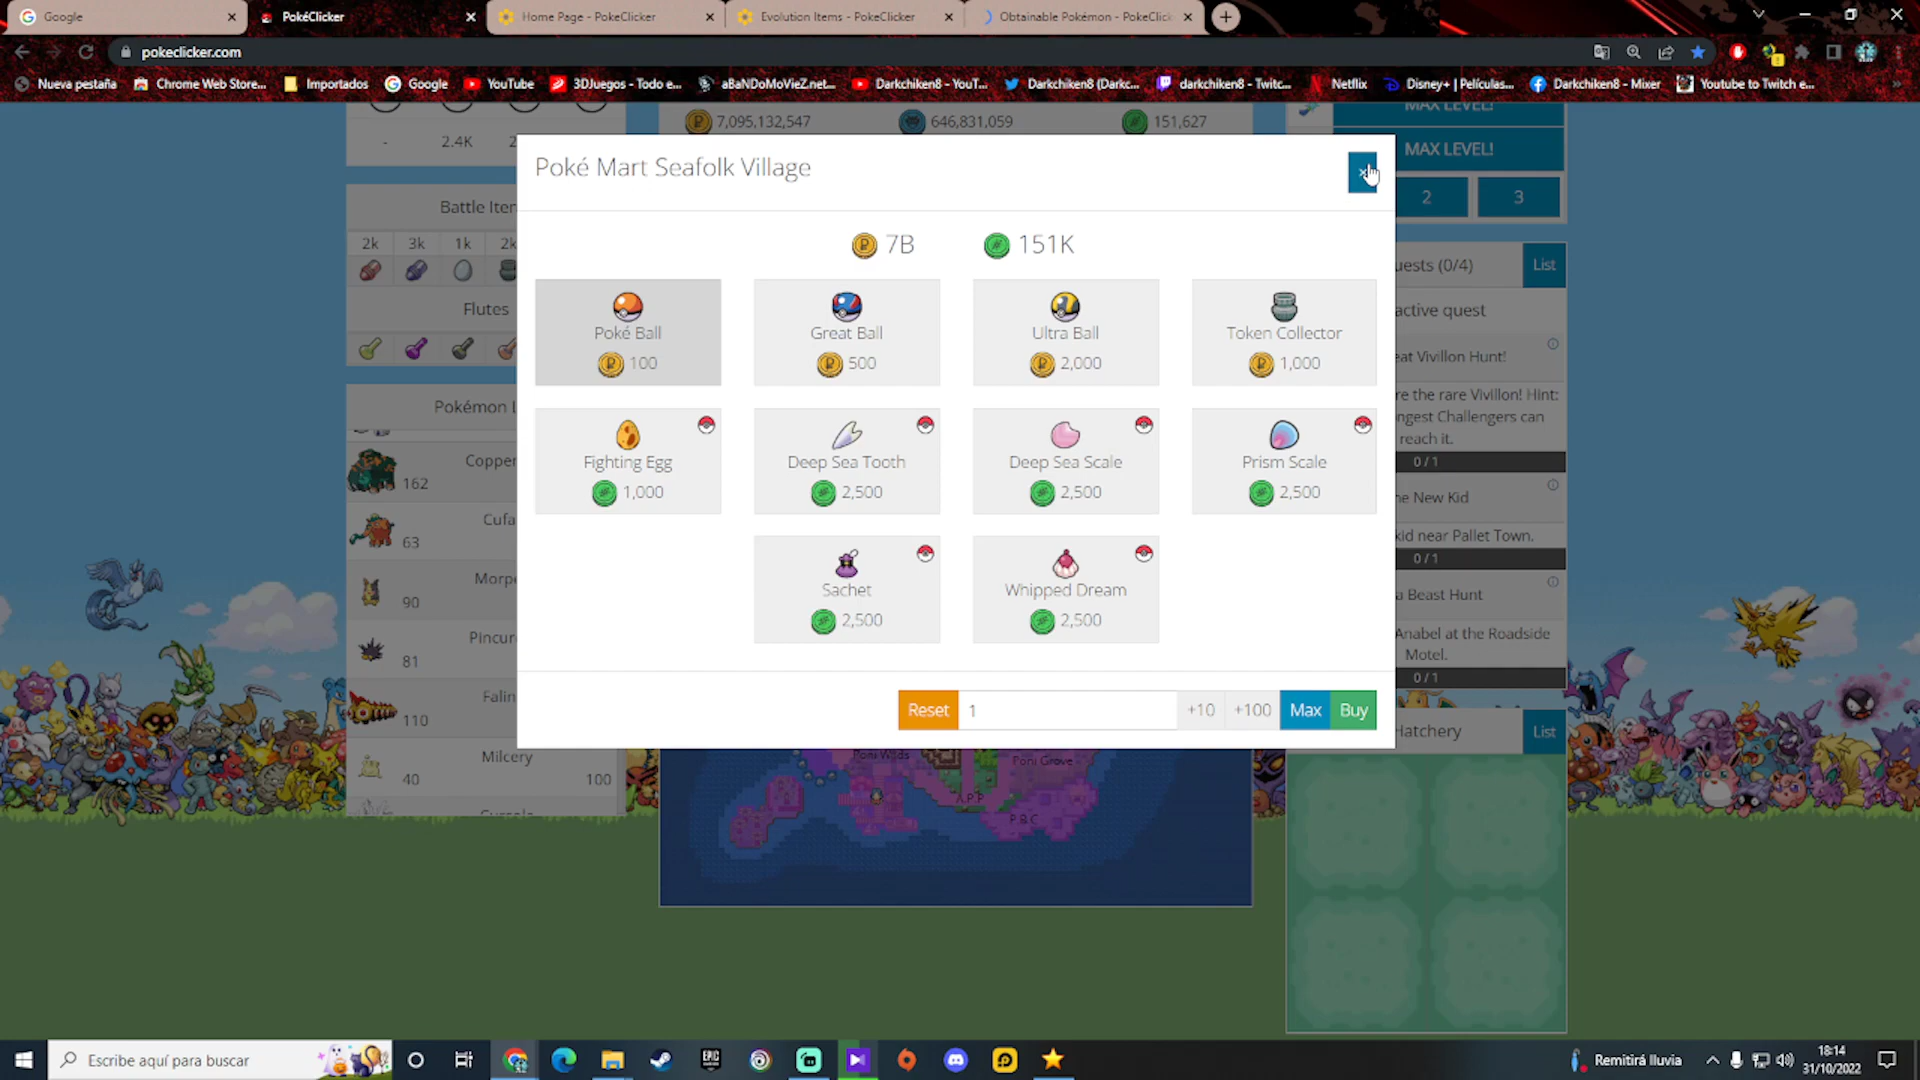 Google
PokéClicker
Home Page - PokeClicker
Evolution Items - PokeClicker
Obtainable Pokémon - PokeClic
pokeclicker.com
Nueva pestaña
Chrome Web Store...
Importados
Google
YouTube
3DJuegos - Todo e...
aBaNDoMoVieZ.net...
Darkchiken8 - YouT...
Darkchiken8 (Darkc...
darkchiken8 - Twitc...
Netflix
Disney+ | Películas...
Darkchiken8 - Mixer
Youtube to Twitch e...
7,095,132,547
646,831,059
151,627
MAX LEVEL!
- 2.4K 2
MAX LEVEL!
2 3
Poké Mart Seafolk Village
7B 151K
Poké Ball
100
Great Ball
500
Ultra Ball
2,000
Token Collector
1,000
Fighting Egg
1,000
Deep Sea Tooth
2,500
Deep Sea Scale
2,500
Prism Scale
2,500
Sachet
2,500
Whipped Dream
2,500
Reset 1 +10 +100 Max Buy
Battle Iten
2k 3k 1k 2k
Flutes
Pokémon L
Copper
162
Cufa
63
Morpe
90
Pincur
81
Falin
110
Milcery
40 100
uests (0/4) List
active quest
eat Vivillon Hunt!
re the rare Vivillon! Hint:
ngest Challengers can
reach it.
0 / 1
he New Kid
kid near Pallet Town.
0 / 1
a Beast Hunt
Anabel at the Roadside
Motel.
0 / 1
Hatchery List
Poni Wilds
Poni Grove
A.P.P
P.B.C
Escribe aquí para buscar
Remitirá lluvia
18:14
31/10/2022